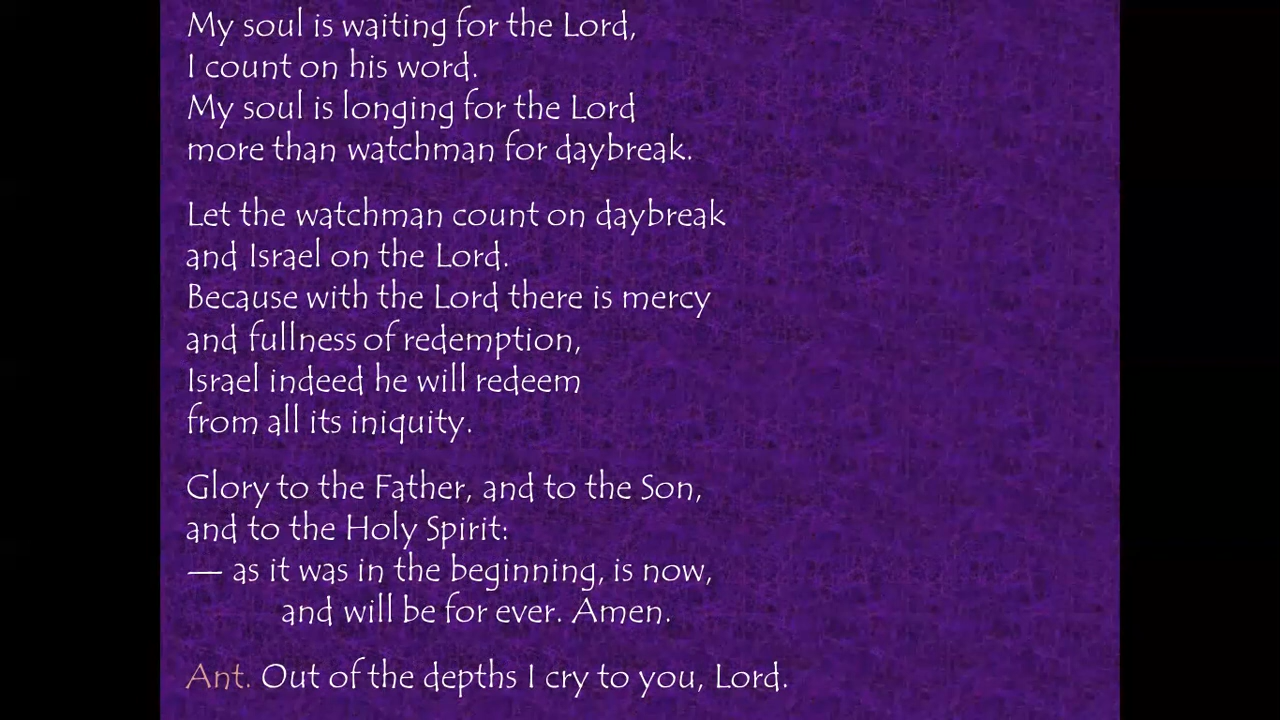 My soul is waiting for the Lord,
I count on his word.
My soul is longing for the Lord
more than watchman for daybreak.
Let the watchman count on daybreak
and Israel on the Lord.
Because with the Lord there is mercy
and fullness of redemption,
Israel indeed he will redeem
from all its iniquity.
Glory to the Father, and to the Son,
and to the Holy Spirit:
— as it was in the beginning, is now,
and will be for ever. Amen.
Ant. Out of the depths I cry to you, Lord.